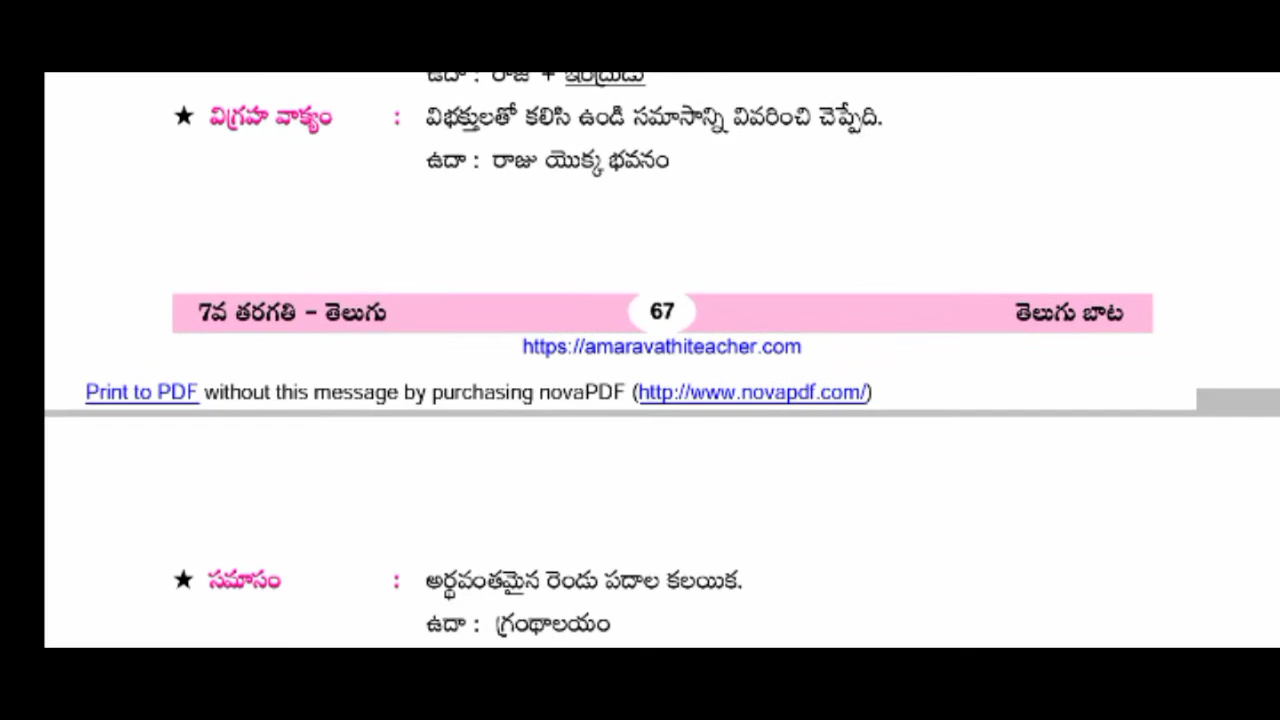 ఉదా : రాజ + ఇంద్రుడు
★ విగ్రహ వాక్యం : విభక్తులతో కలిసి ఉండి సమాసాన్ని వివరించి చెప్పేది.
ఉదా : రాజు యొక్క భవనం
7వ తరగతి - తెలుగు 67 తెలుగు బాట
https://amaravathiteacher.com
Print to PDF without this message by purchasing novaPDF (http://www.novapdf.com/)
★ సమాసం : అర్థవంతమైన రెండు పదాల కలయిక.
ఉదా : గ్రంథాలయం